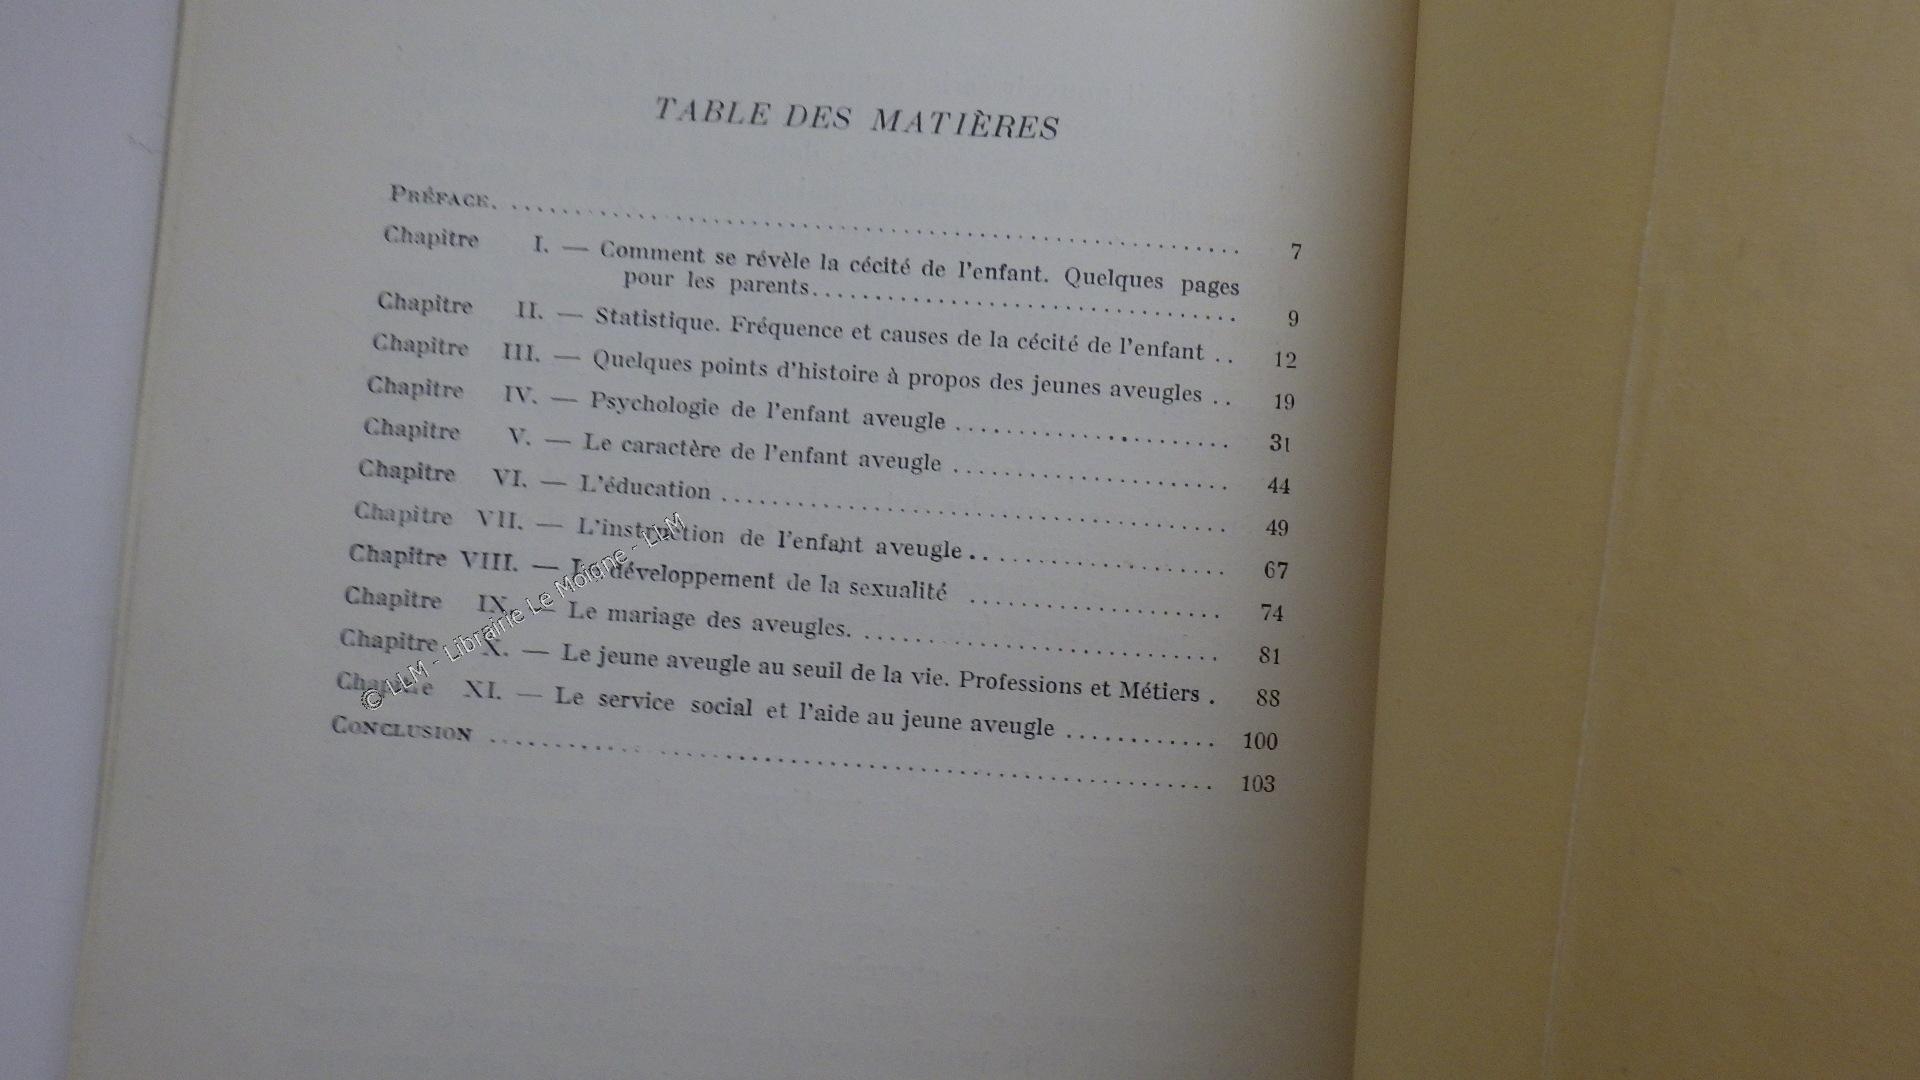 TABLE DES MATIÈRES
PRÉFACE. ........................................ 7
Chapitre I. — Comment se révèle la cécité de l'enfant. Quelques pages
pour les parents.................................. 9
Chapitre II. — Statistique. Fréquence et causes de la cécité de l'enfant .. 12
Chapitre III. — Quelques points d'histoire à propos des jeunes aveugles .. 19
Chapitre IV. — Psychologie de l'enfant aveugle ...................... 31
Chapitre V. — Le caractère de l'enfant aveugle ...................... 44
Chapitre VI. — L'éducation ........................................ 49
Chapitre VII. — L'instruction de l'enfant aveugle..................... 67
Chapitre VIII. — Le développement de la sexualité .................... 74
Chapitre IX. — Le mariage des aveugles. ............................ 81
Chapitre X. — Le jeune aveugle au seuil de la vie. Professions et Métiers . 88
Chapitre XI. — Le service social et l'aide au jeune aveugle ............ 100
CONCLUSION ........................................ 103
© LLM - Librairie Le Moigne - LLM